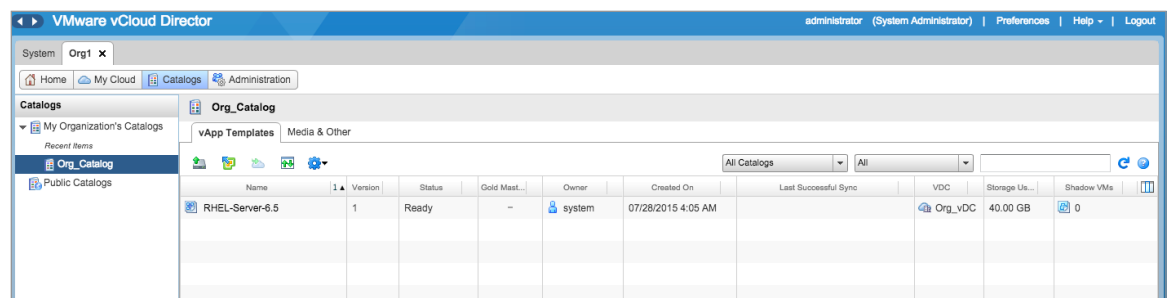 VMware vCloud Director administrator (System Administrator) | Preferences | Help | Logout
System Org1 X
Home My Cloud Catalogs Administration
Catalogs Org_Catalog
My Organization's Catalogs vApp Templates Media & Other
Recent Items
Org_Catalog All Catalogs All
Public Catalogs Name 1 Version Status Gold Mast... Owner Created On Last Successful Sync VDC Storage Us... Shadow VMs
RHEL-Server-6.5 1 Ready - system 07/28/2015 4:05 AM Org_vDC 40.00 GB 0